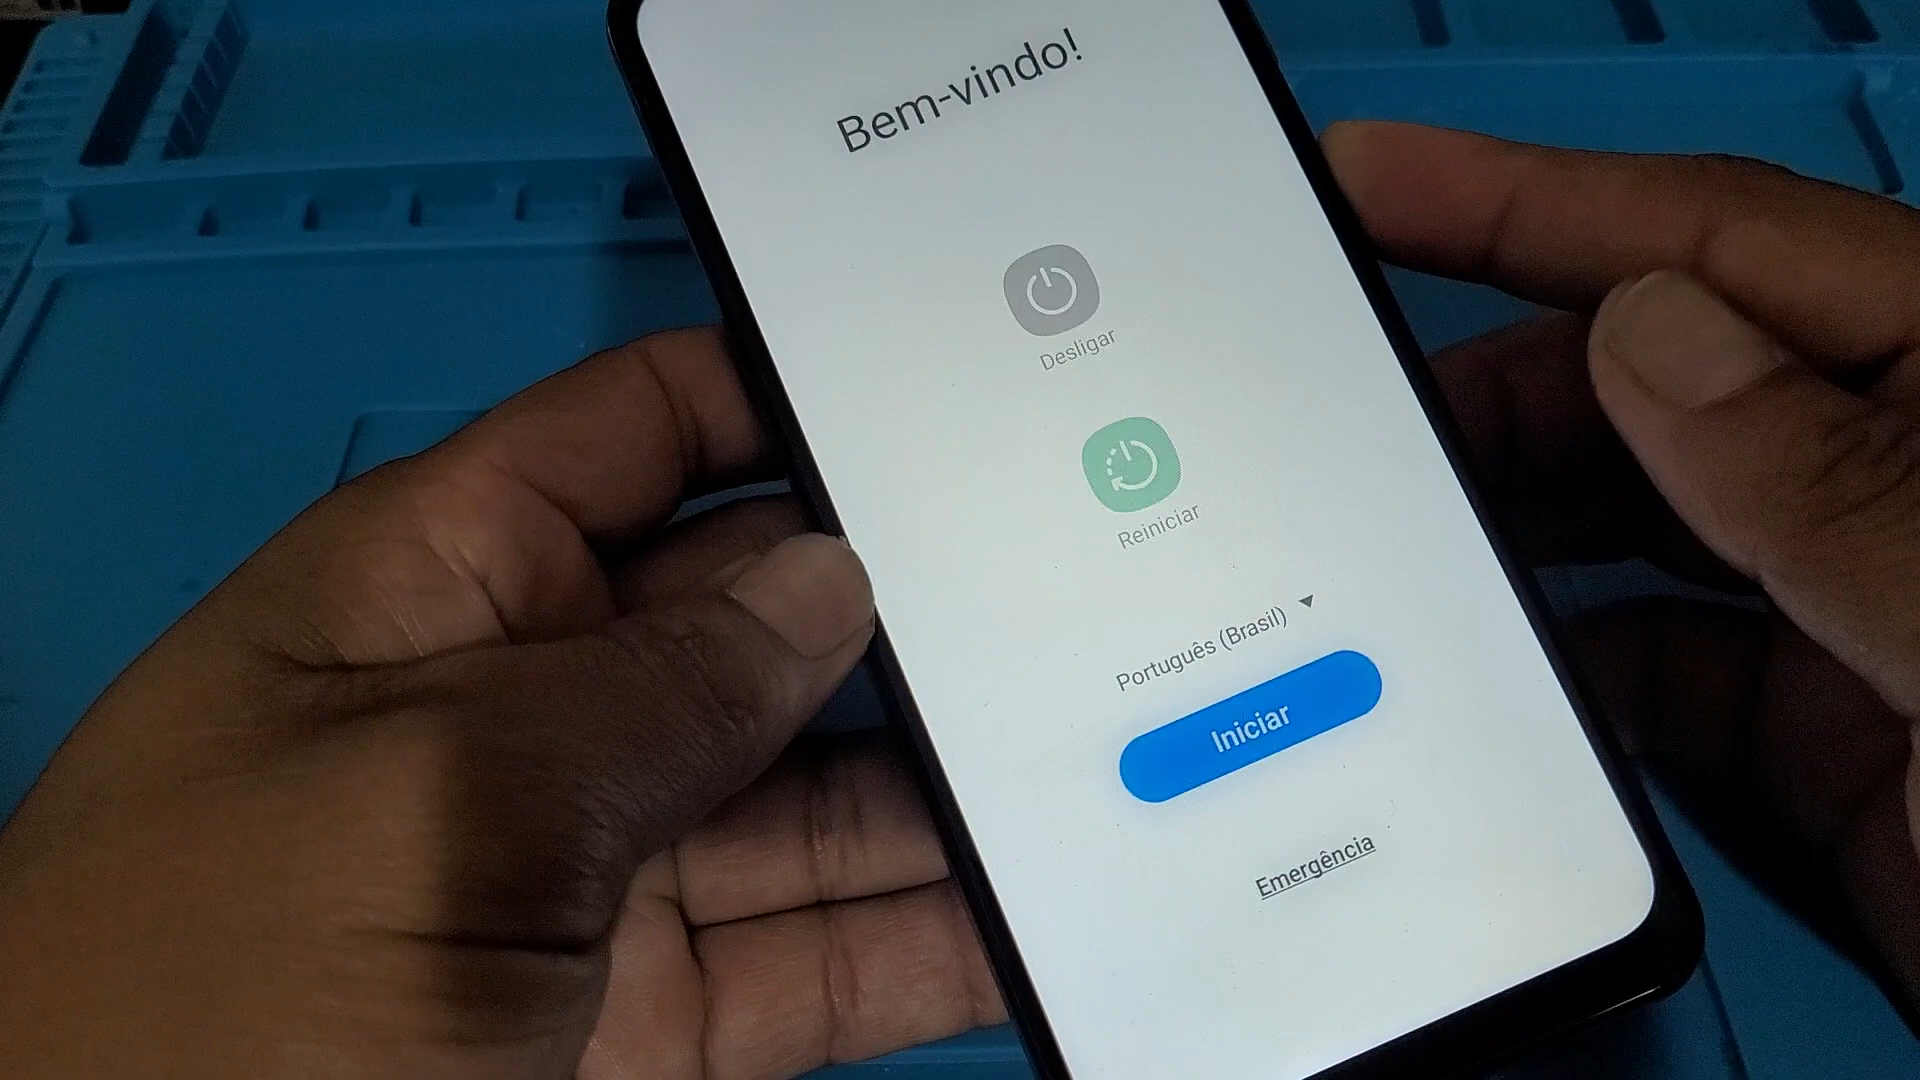 Bem-vindo!
Desligar
Reiniciar
Português (Brasil)
Iniciar
Emergência